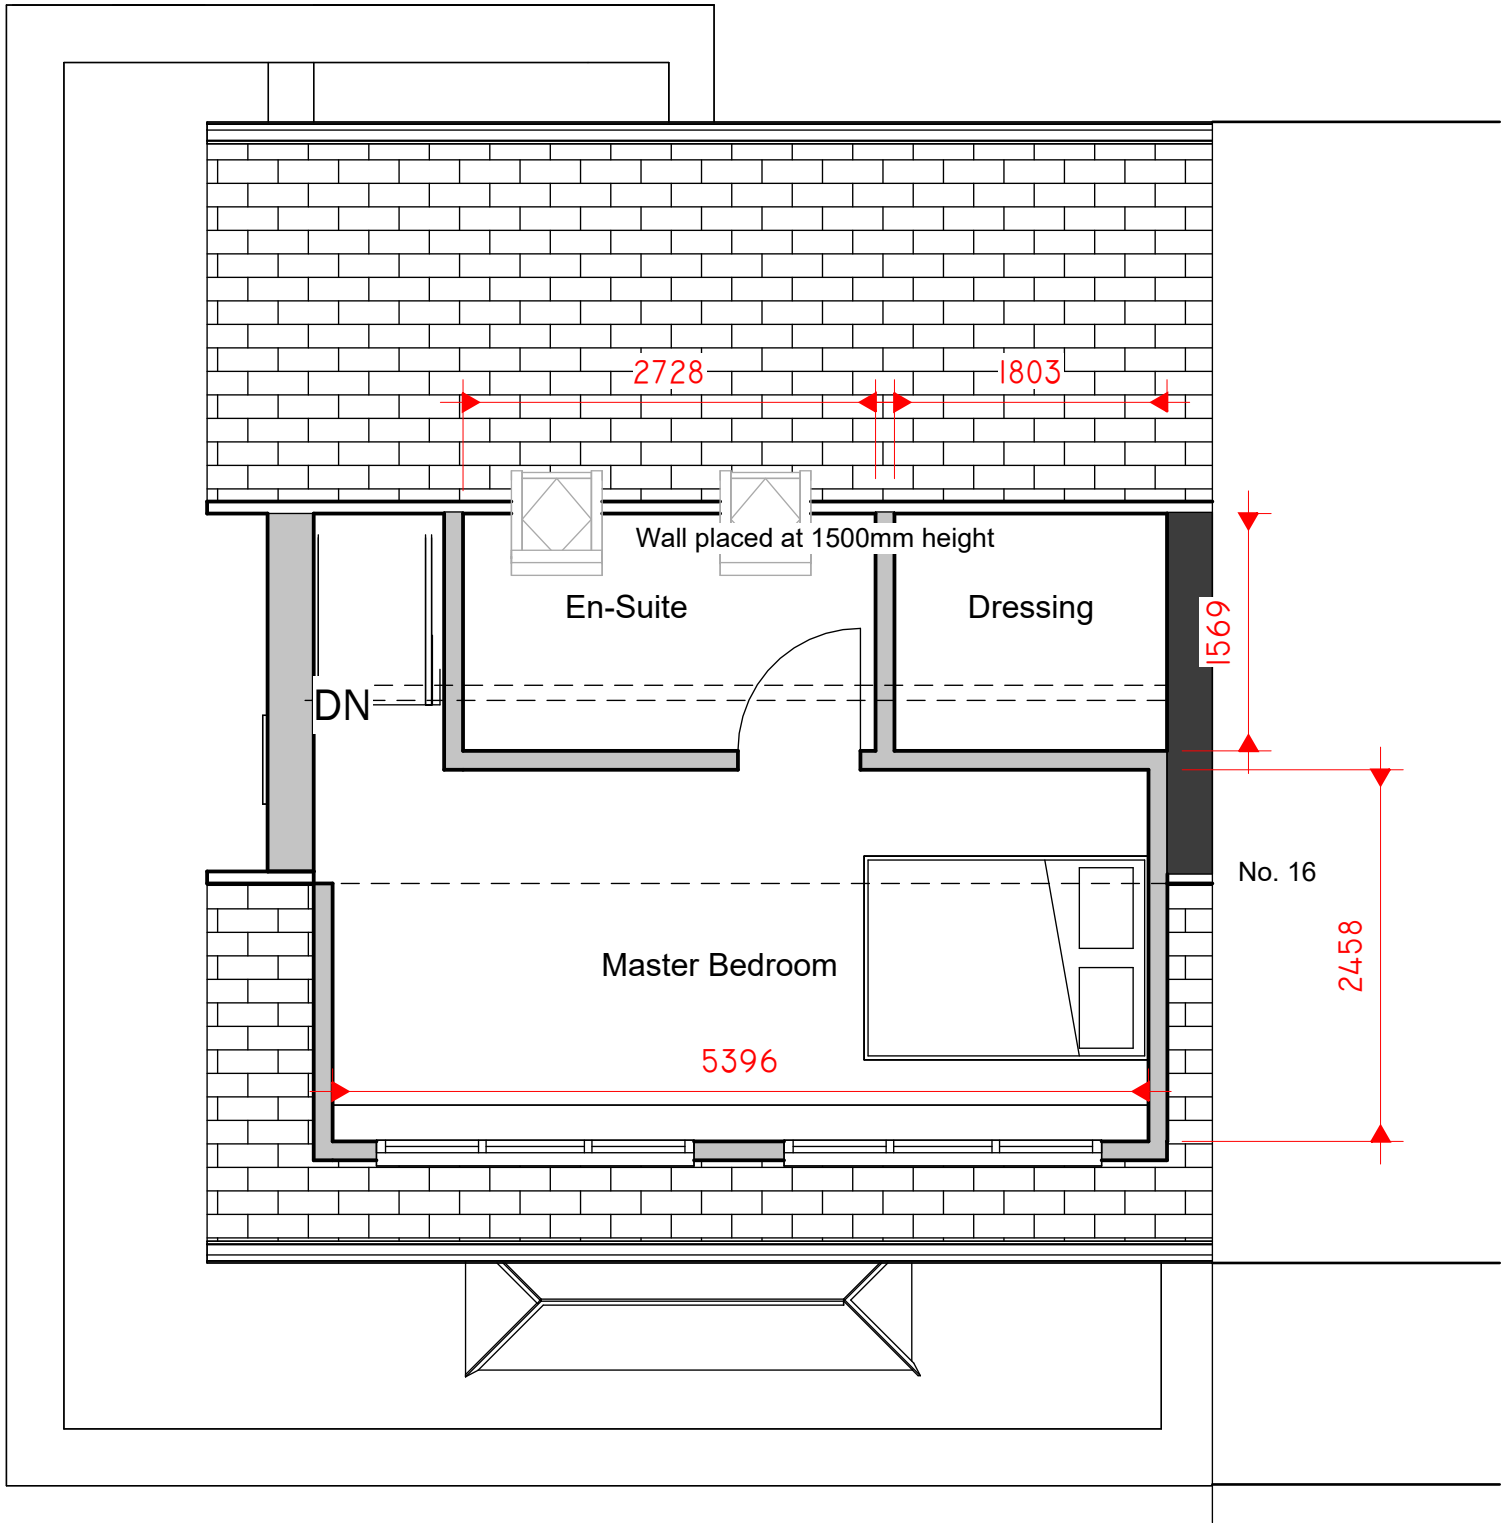 2728
1803
Wall placed at 1500mm height
En-Suite
Dressing
1569
DN
No. 16
2458
Master Bedroom
5396